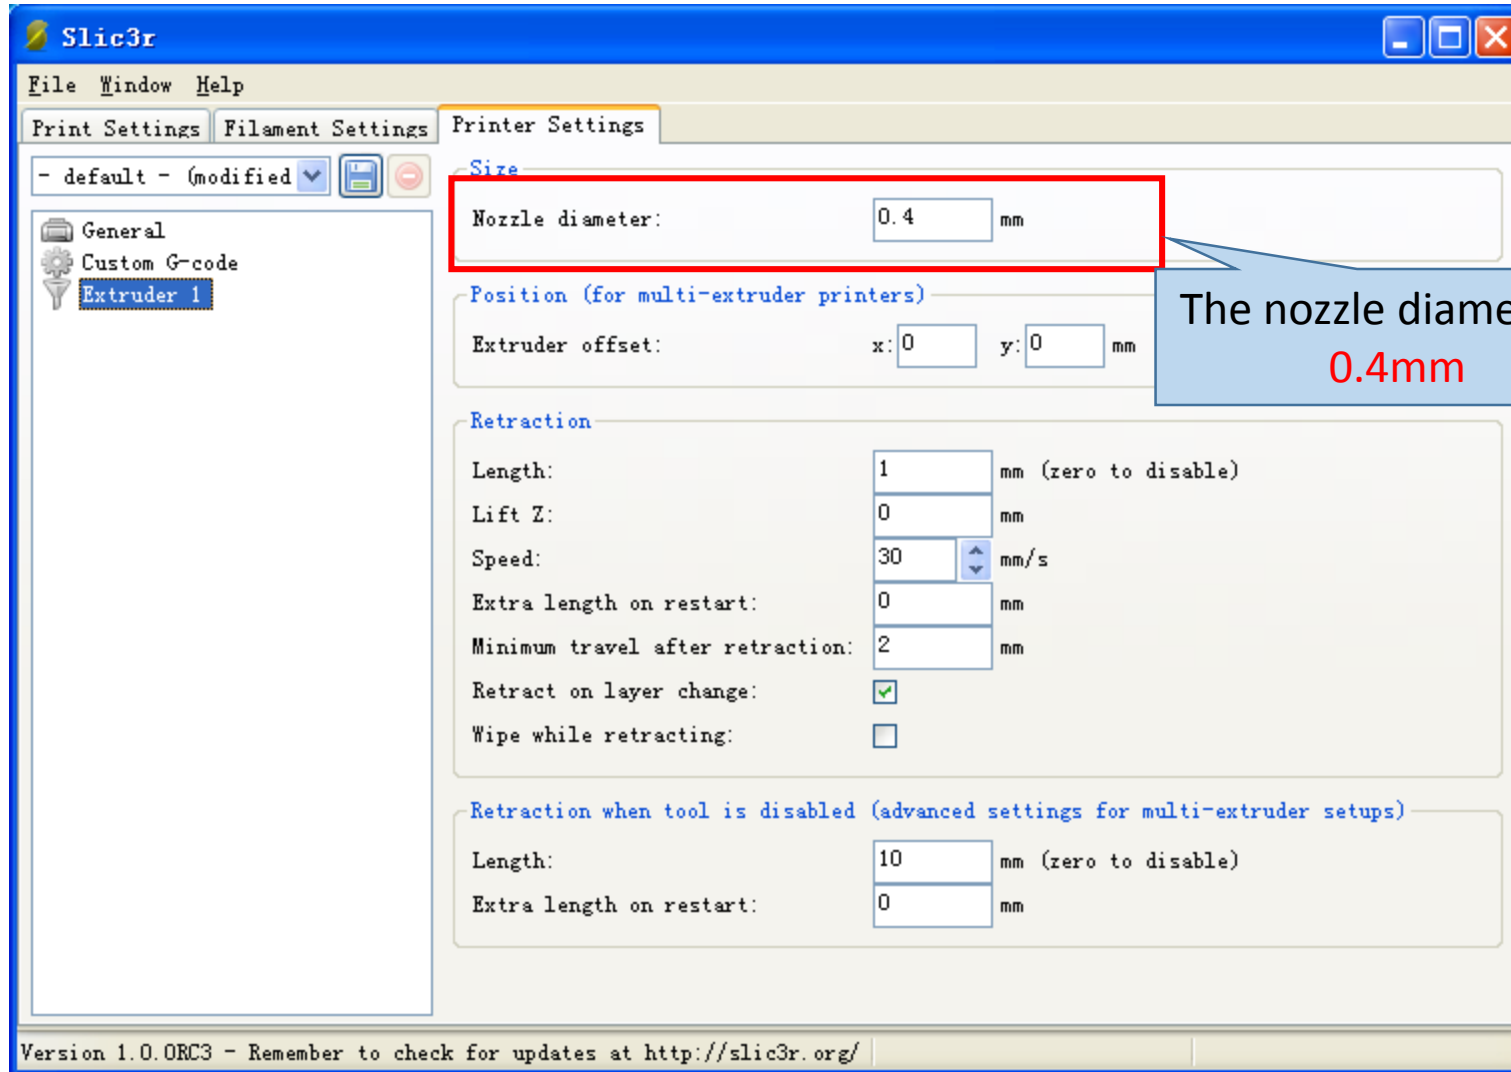 Slic3r
File Window Help
Print Settings Filament Settings Printer Settings
- default - (modified
General
Custom G-code
Extruder 1
Size
Nozzle diameter: 0.4 mm
The nozzle
0.4mm
Position (for multi-extruder printers)
Extruder offset: x: 0 y: 0 mm
Retraction
Length: 1 mm (zero to disable)
Lift Z: 0 mm
Speed: 30 mm/s
Extra length on restart: 0 mm
Minimum travel after retraction: 2 mm
Retract on layer change:
Wipe while retracting:
Retraction when tool is disabled (advanced settings for multi-extruder setups)
Length: 10 mm (zero to disable)
Extra length on restart: 0 mm
Version 1.0.0RC3 - Remember to check for updates at http://slic3r.org/